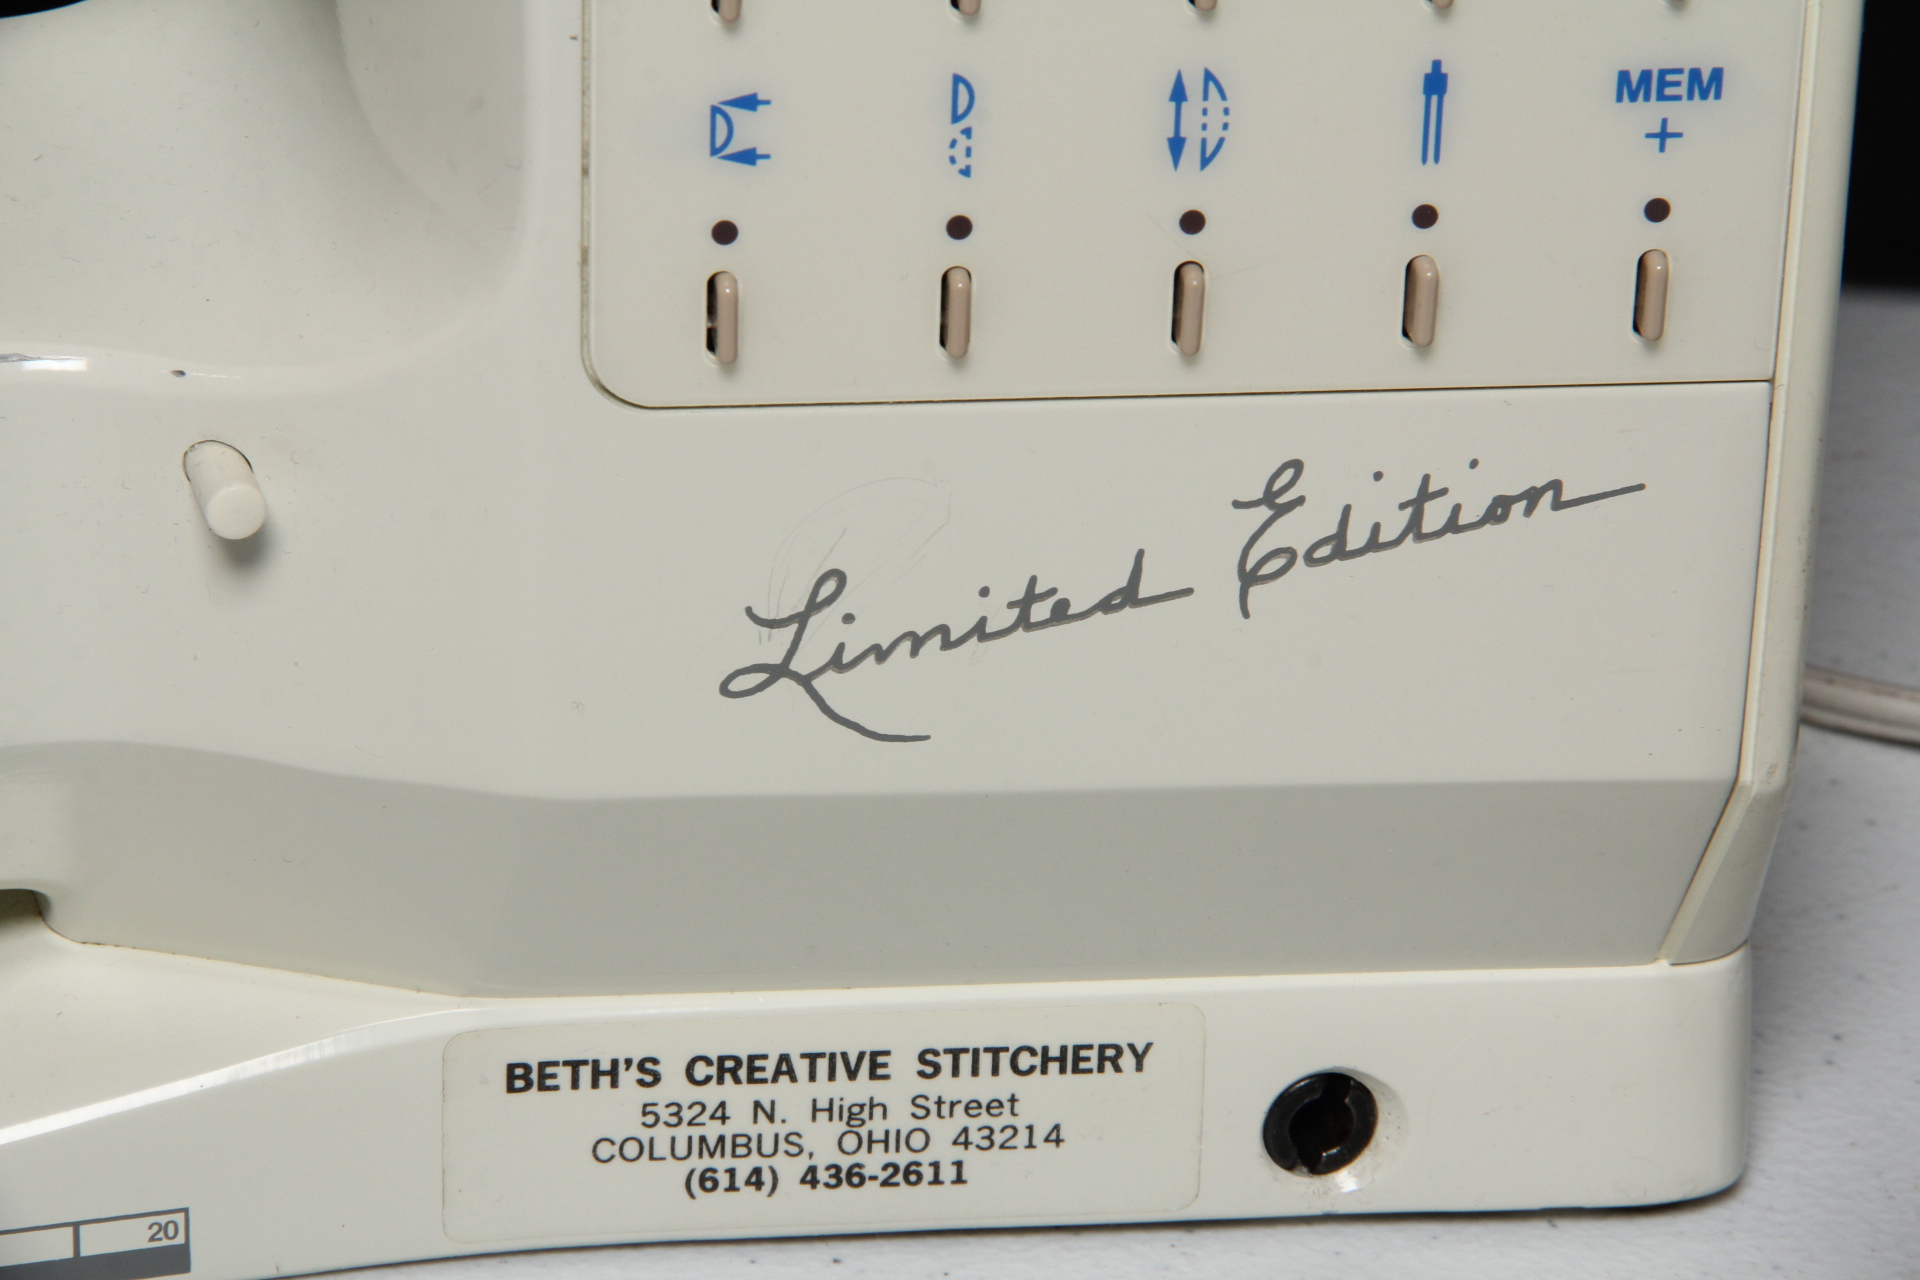 MEM
+
Limited Edition
BETH'S CREATIVE STITCHERY
5324 N. High Street
COLUMBUS, OHIO 43214
(614) 436-2611
20